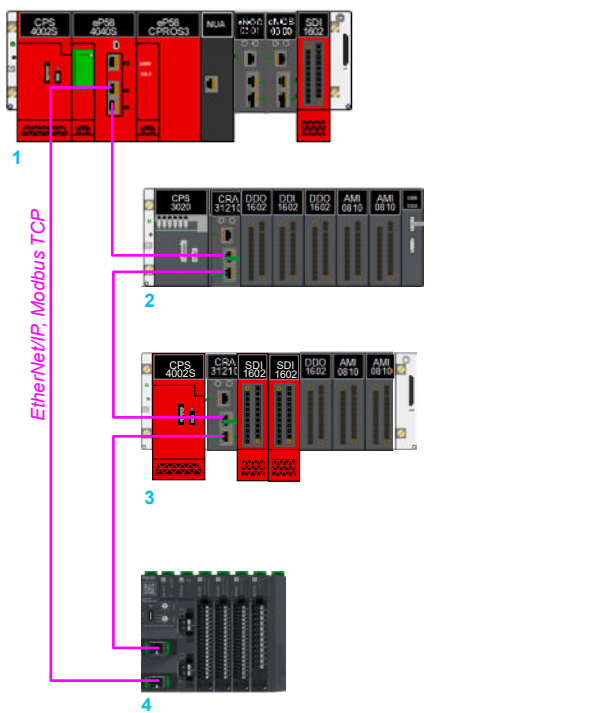 CPS
4002S
eP58
4040S
eP58
CPROS3
NUA
SDI
1602
1
CPS
3020
CRA
31210
DDO
1602
DDI
1602
DDO
1602
AMI
0810
AMI
0810
2
EtherNet/IP, Modbus TCP
CPS
4002S
CRA
31210
SDI
1602
SDI
1602
DDO
1602
AMI
0810
AMI
0810
3
4